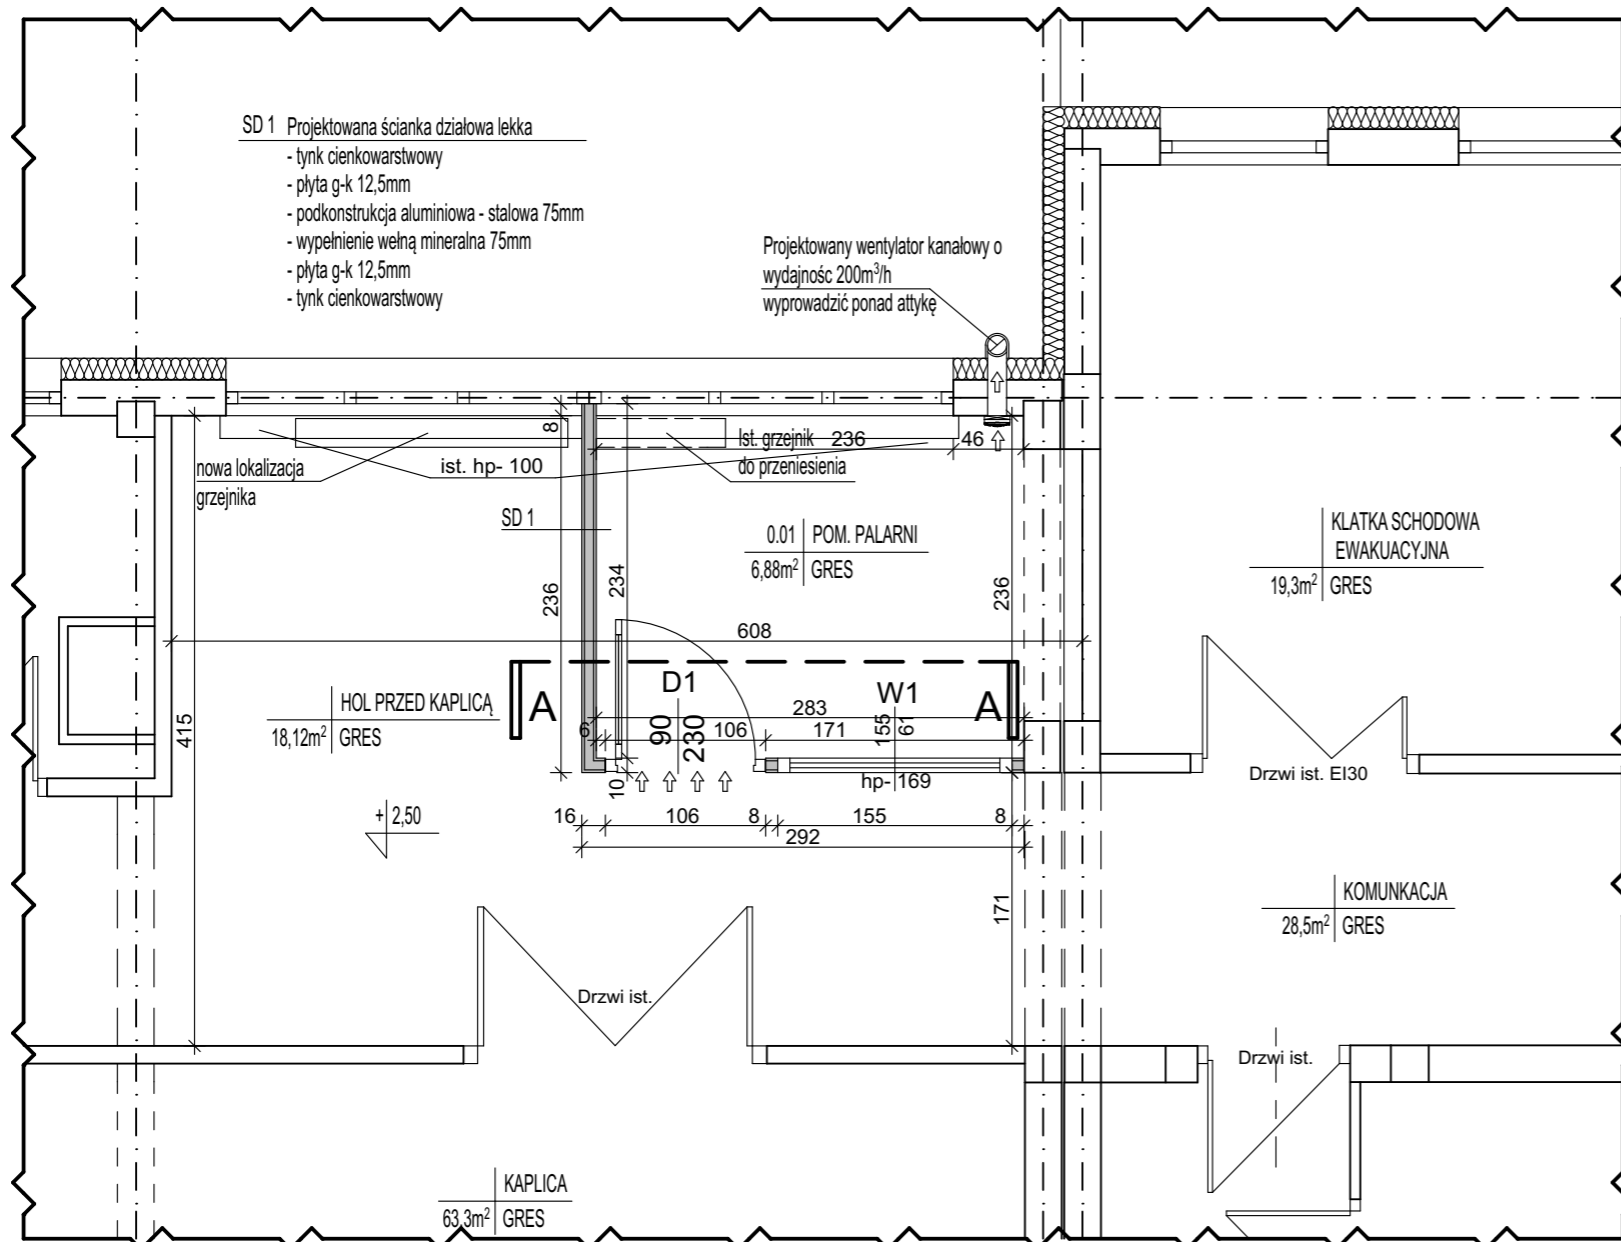 SD 1 Projektowana ścianka działowa lekka
- tynk cienkowarstwowy
- płyta g-k 12,5mm
- podkonstrukcja aluminiowa - stalowa 75mm
- wypełnienie wełną mineralna 75mm
- płyta g-k 12,5mm
- tynk cienkowarstwowy
Projektowany wentylator kanałowy o
wydajnośc 200m³/h
wyprowadzić ponad attykę
8
Ist. grzejnik
do przeniesienia
236
46
nowa lokalizacja
grzejnika
ist. hp- 100
SD 1
0.01 POM. PALARNI
6,88m² GRES
KLATKA SCHODOWA
EWAKUACYJNA
19,3m² GRES
236
234
236
608
HOL PRZED KAPLICĄ
18,12m² GRES
415
A
D1
90
230
W1
155
61
A
283
6
106
171
hp- 169
10
Drzwi ist. EI30
+ 2,50
16
106
8
155
8
292
171
KOMUNKACJA
28,5m² GRES
Drzwi ist.
Drzwi ist.
KAPLICA
63,3m² GRES